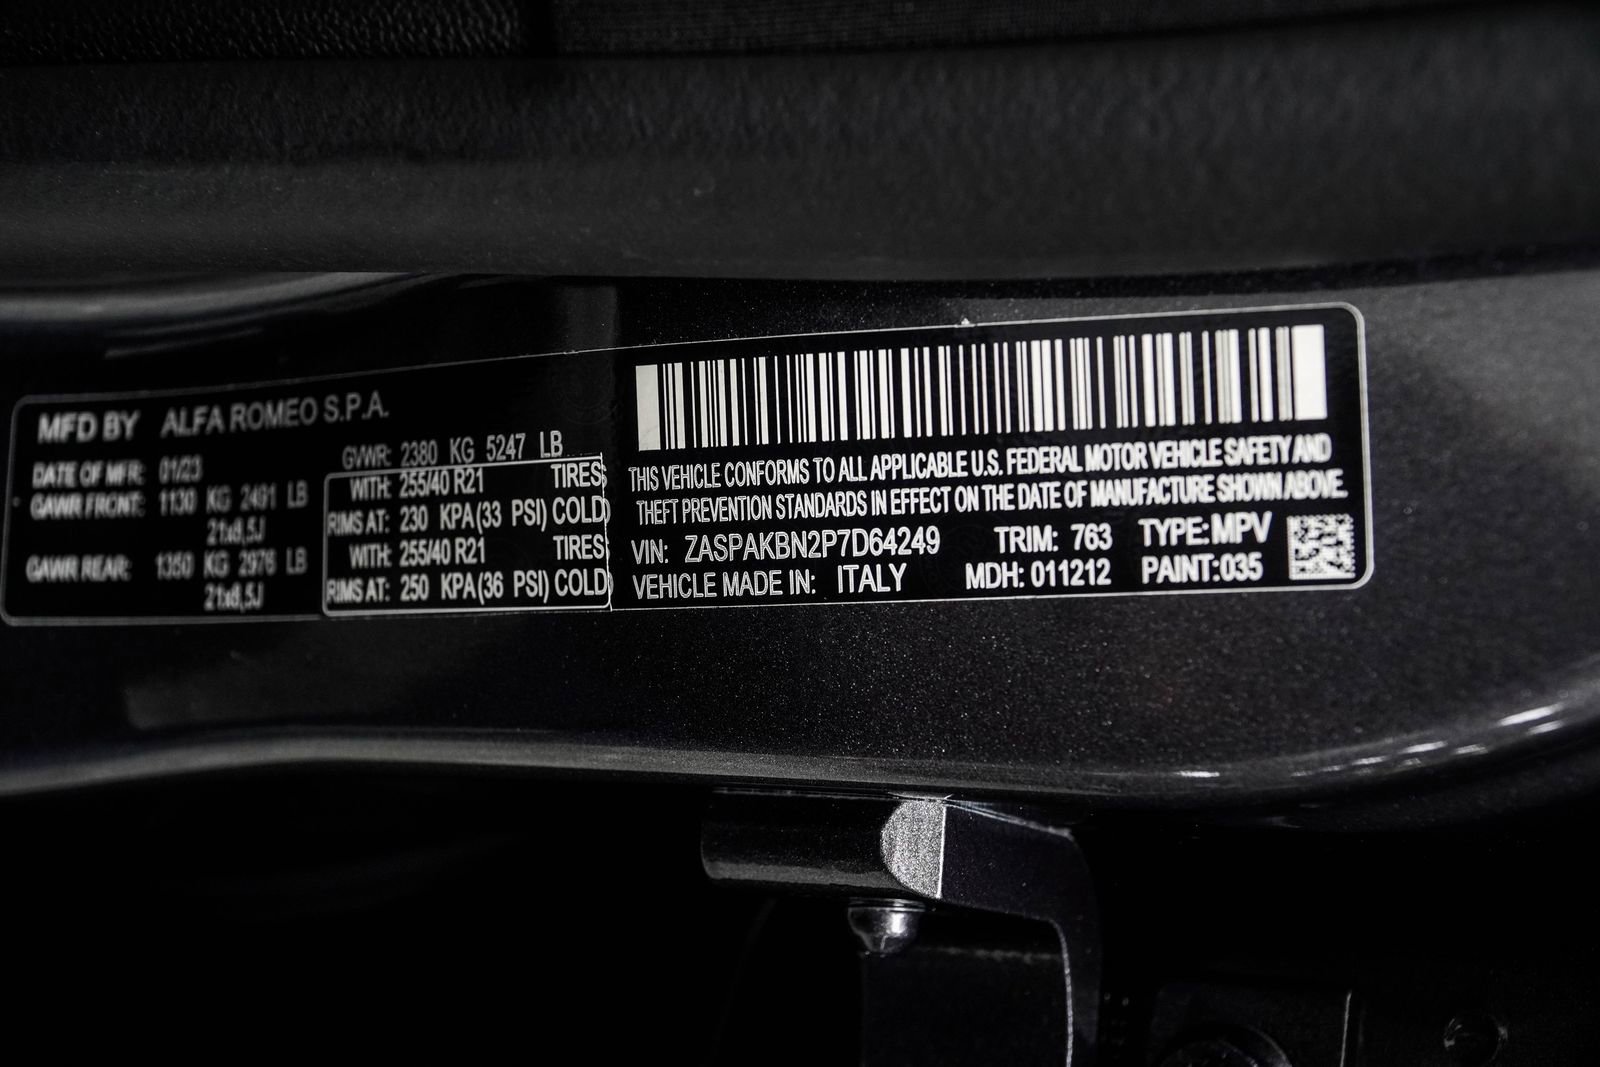 MFD BY ALFA ROMEO S.P.A.
DATE OF MFR: 01/23
GVWR: 2380 KG 5247 LB
GAWR FRONT: 1130 KG 2491 LB
WITH: 255/40 R21 TIRES
21x8,5J
RIMS AT: 230 KPA(33 PSI) COLD
GAWR REAR: 1350 KG 2976 LB
WITH: 255/40 R21 TIRES
21x8,5J
RIMS AT: 250 KPA(36 PSI) COLD
THIS VEHICLE CONFORMS TO ALL APPLICABLE U.S. FEDERAL MOTOR VEHICLE SAFETY AND
THEFT PREVENTION STANDARDS IN EFFECT ON THE DATE OF MANUFACTURE SHOWN ABOVE.
VIN: ZASPAKBN2P7D64249 TRIM: 763 TYPE: MPV
VEHICLE MADE IN: ITALY MDH: 011212 PAINT:035